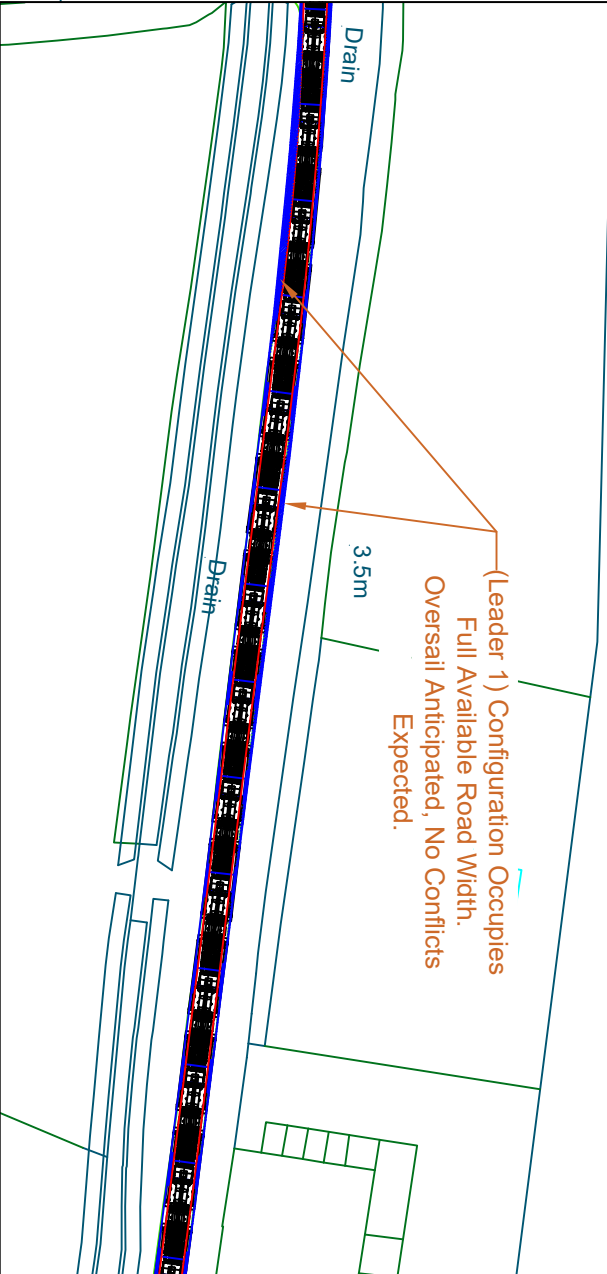 Drain
3.5m
Drain
(Leader 1) Configuration Occupies
Full Available Road Width.
Oversail Anticipated, No Conflicts
Expected.